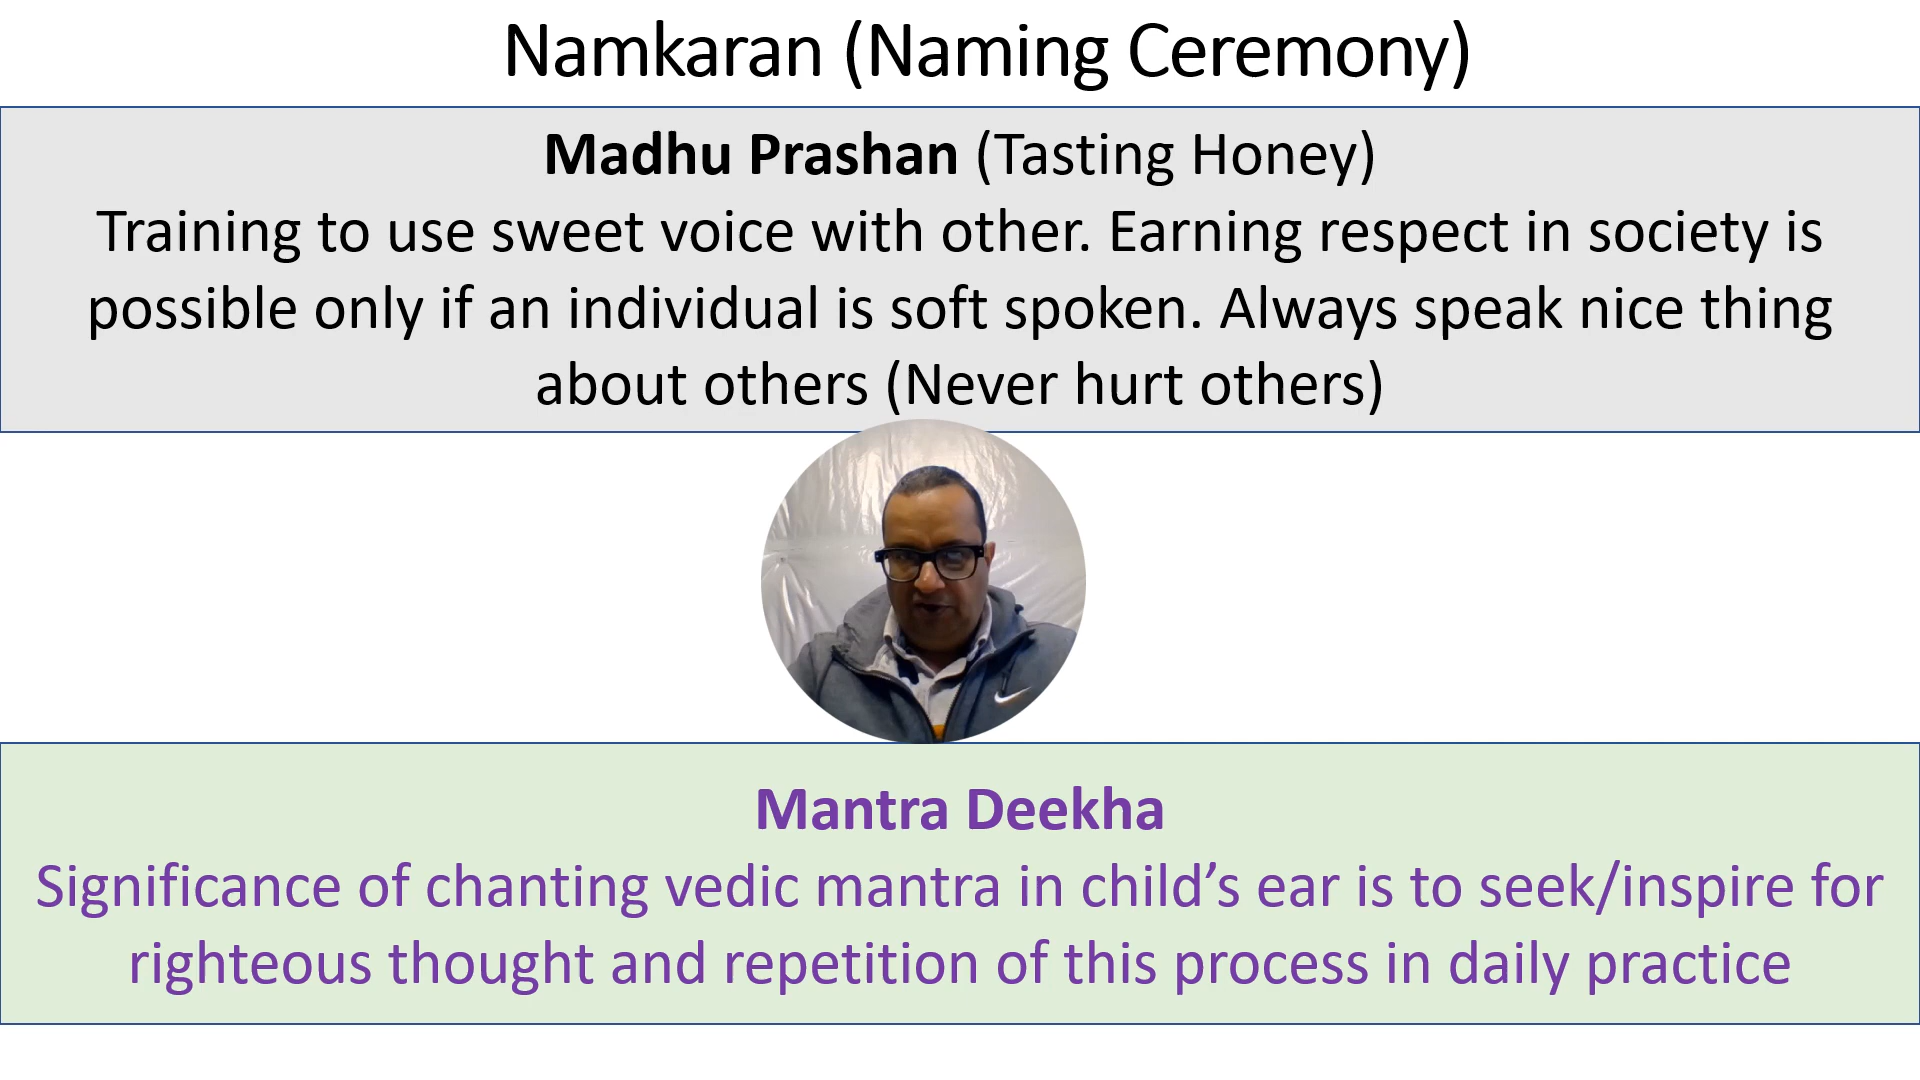 Namkaran (Naming Ceremony)
Madhu Prashan (Tasting Honey)
Training to use sweet voice with other. Earning respect in society is
possible only if an individual is soft spoken. Always speak nice thing
about others (Never hurt others)
Mantra Deekha
Significance of chanting vedic mantra in child’s ear is to seek/inspire for
righteous thought and repetition of this process in daily practice